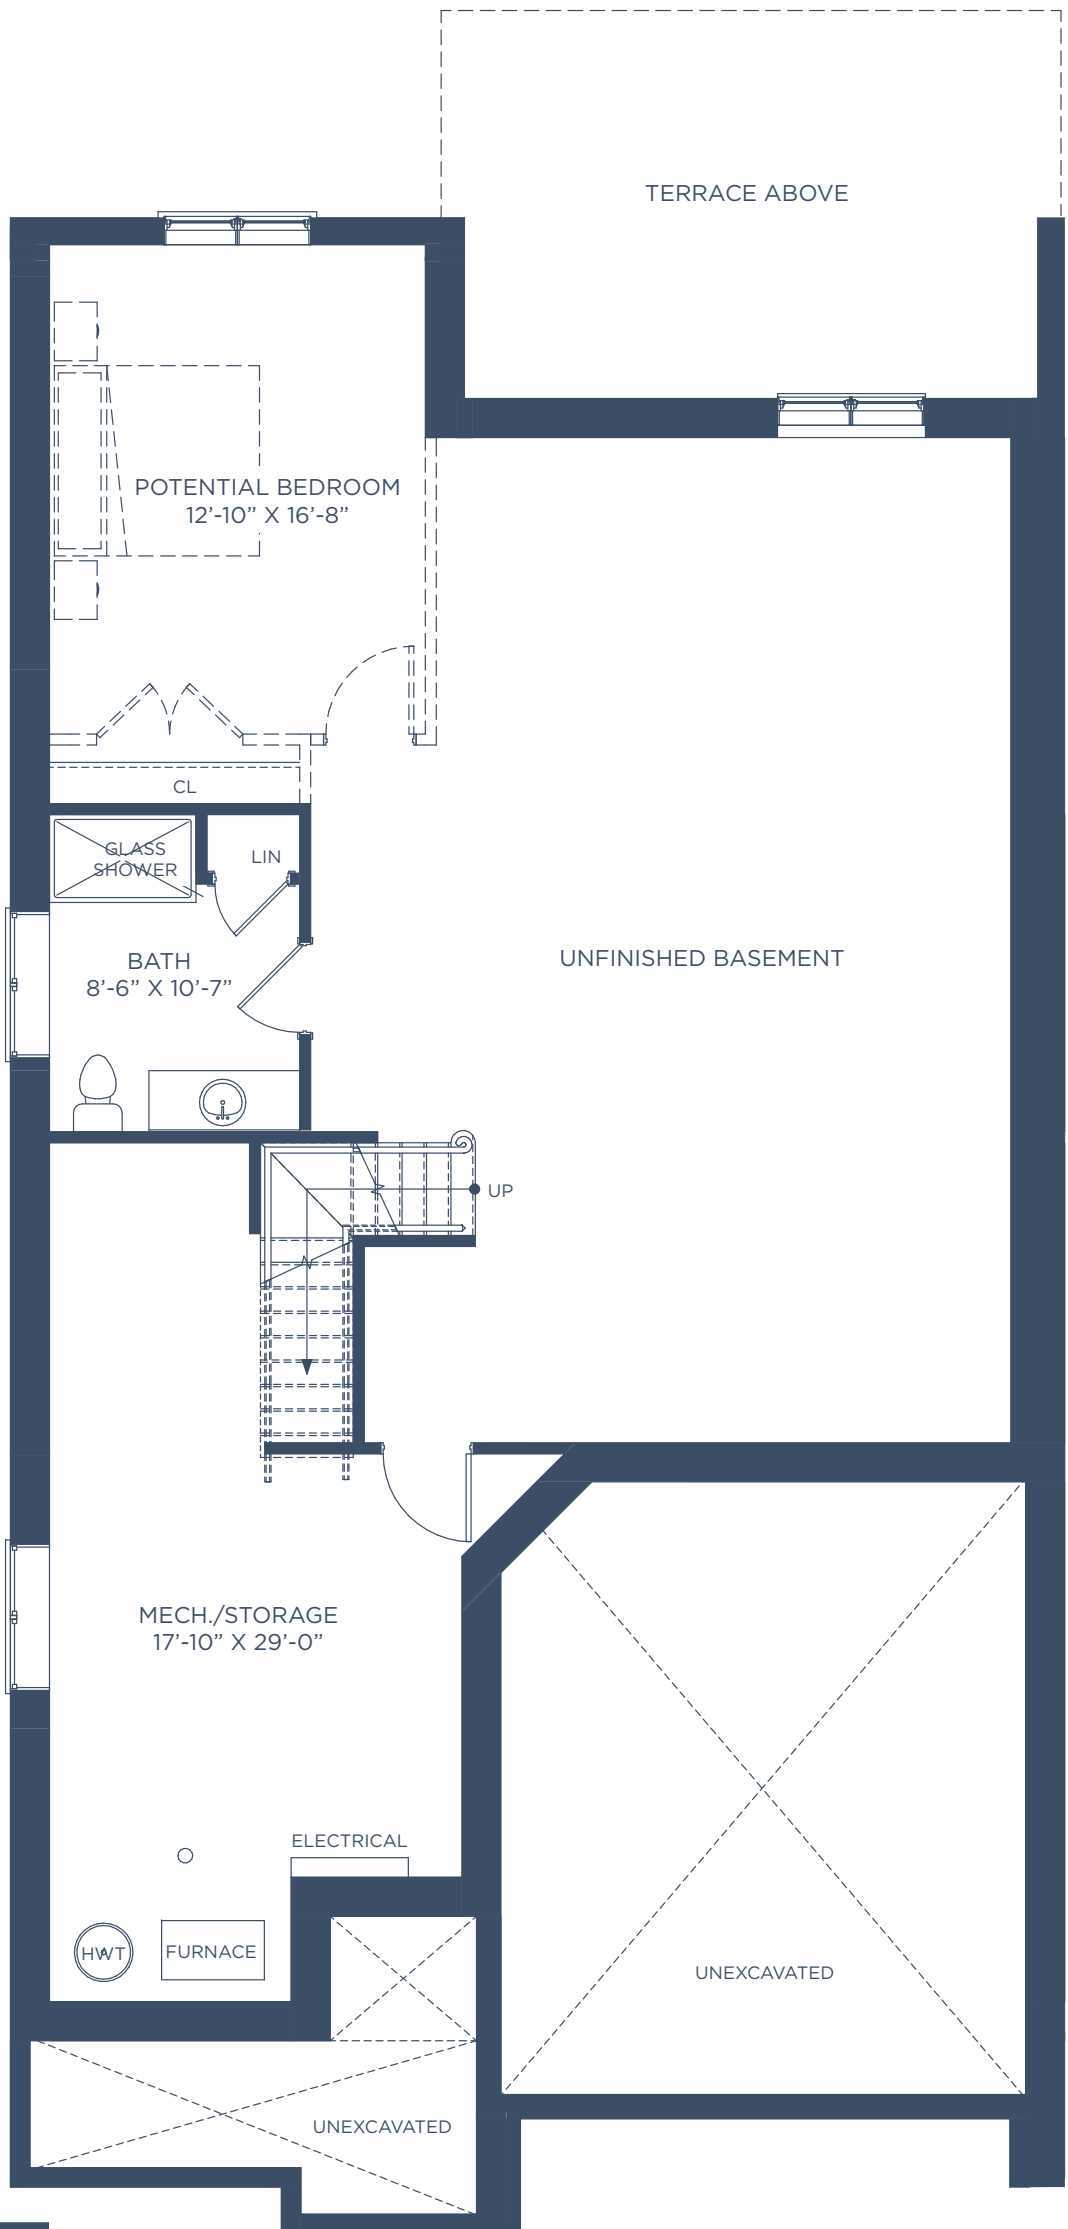 TERRACE ABOVE
POTENTIAL BEDROOM
12’-10” X 16’-8”
CL
GLASS
SHOWER
LIN
BATH
8’-6” X 10’-7”
UNFINISHED BASEMENT
UP
MECH./STORAGE
17’-10” X 29’-0”
ELECTRICAL
HWT
FURNACE
UNEXCAVATED
UNEXCAVATED